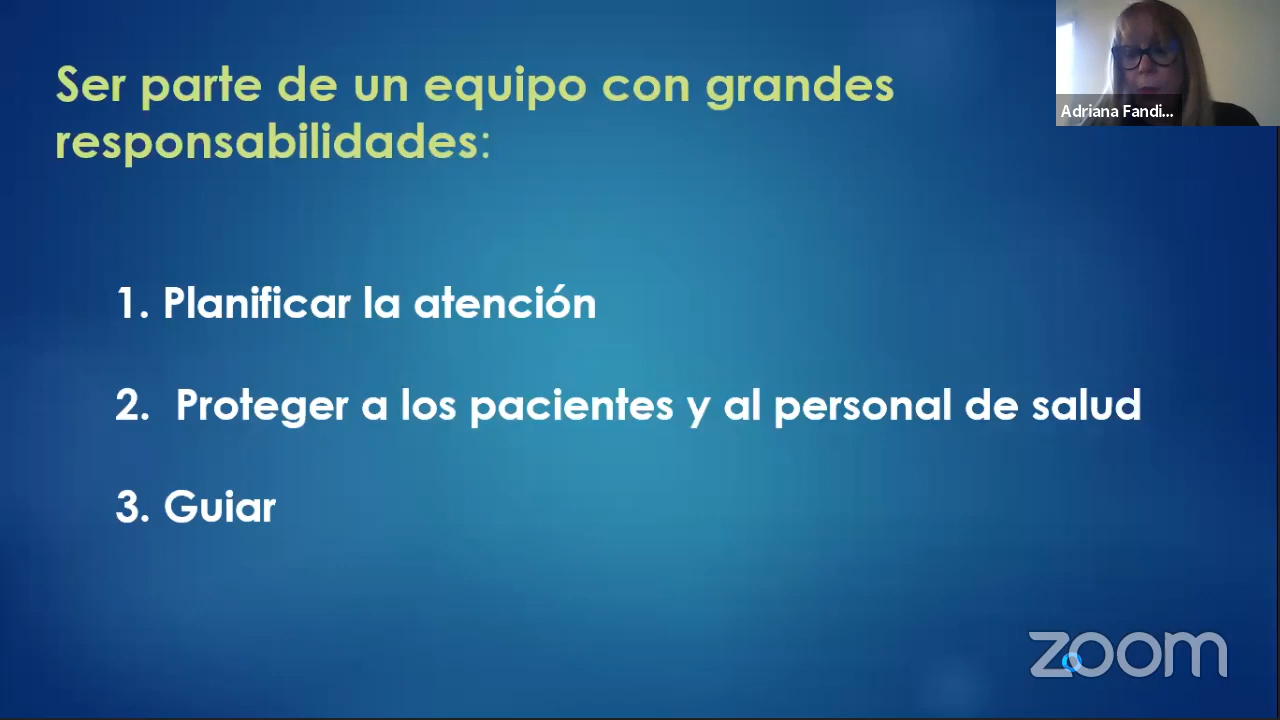 Ser parte de un equipo con grandes
responsabilidades:
Adriana Fandi...
1. Planificar la atención
2. Proteger a los pacientes y al personal de salud
3. Guiar
zoom